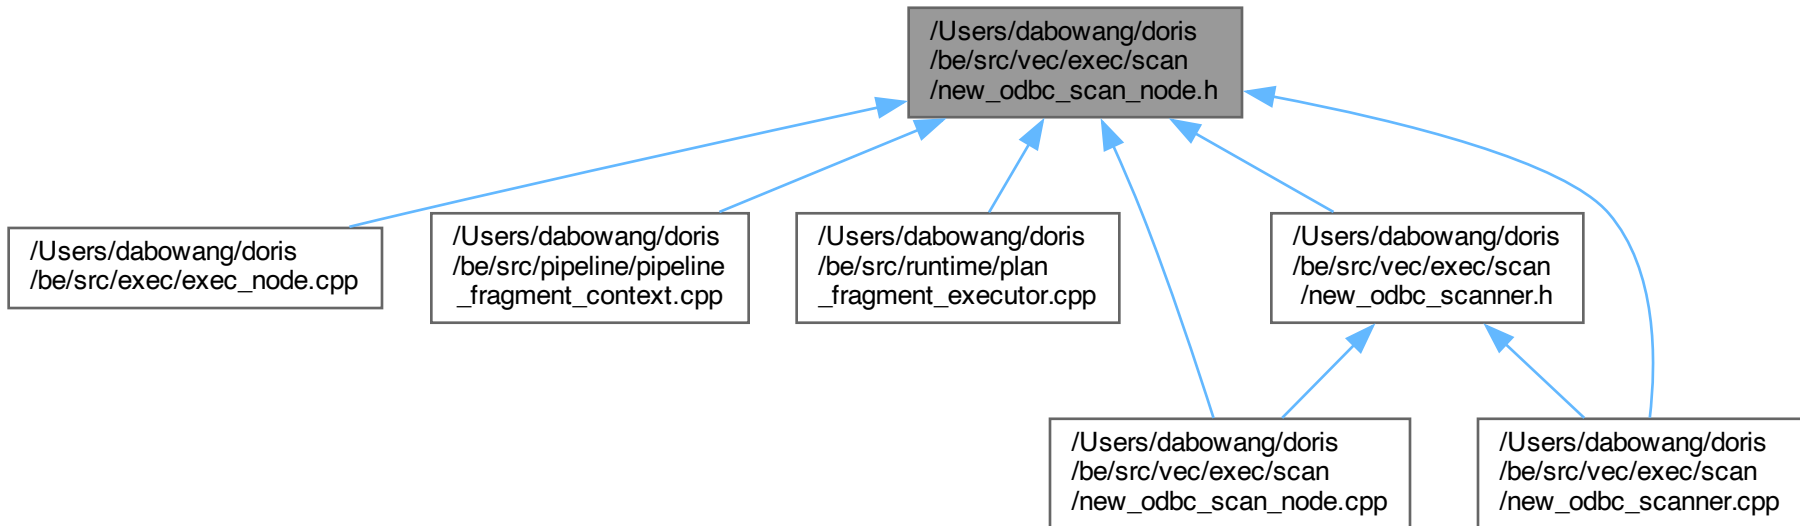 /Users/dabowang/doris
/be/src/vec/exec/scan
/new_odbc_scan_node.h
/Users/dabowang/doris
/be/src/exec/exec_node.cpp
/Users/dabowang/doris
/be/src/pipeline/pipeline
_fragment_context.cpp
/Users/dabowang/doris
/be/src/runtime/plan
_fragment_executor.cpp
/Users/dabowang/doris
/be/src/vec/exec/scan
/new_odbc_scanner.h
/Users/dabowang/doris
/be/src/vec/exec/scan
/new_odbc_scan_node.cpp
/Users/dabowang/doris
/be/src/vec/exec/scan
/new_odbc_scanner.cpp